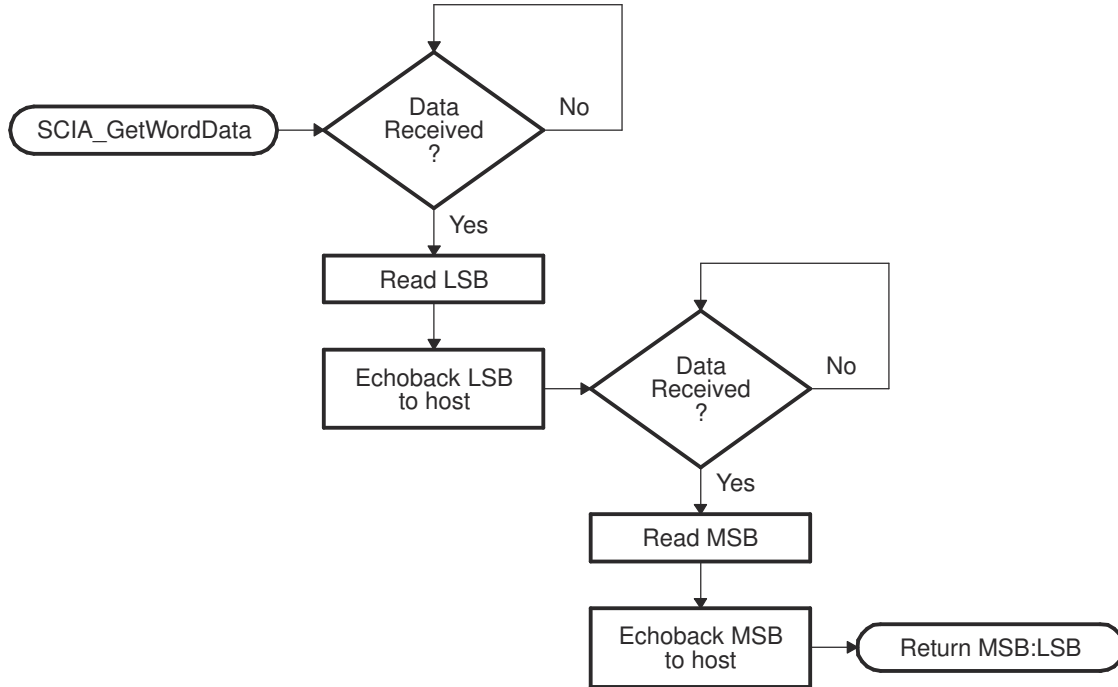 SCIA_GetWordData
Data
Received
?
No
Yes
Read LSB
Echoback LSB
to host
Data
Received
?
No
Yes
Read MSB
Echoback MSB
to host
Return MSB:LSB